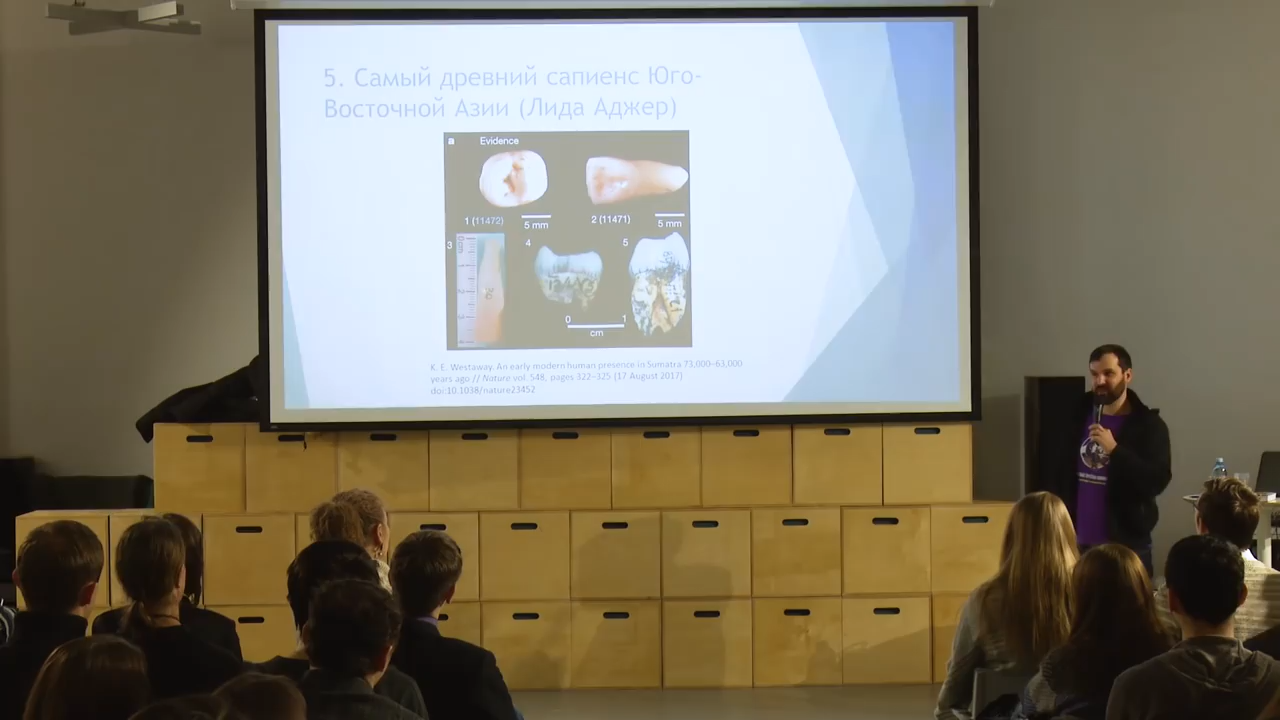 5. Самый древний сапиенс Юго-
Восточной Азии (Лида Аджер)
a Evidence
1 (11472)
5 mm
2 (11471)
5 mm
3
4
5
0 1
cm
K. E. Westaway. An early modern human presence in Sumatra 73,000–63,000
years ago // Nature vol. 548, pages 322–325 (17 August 2017)
doi:10.1038/nature23452